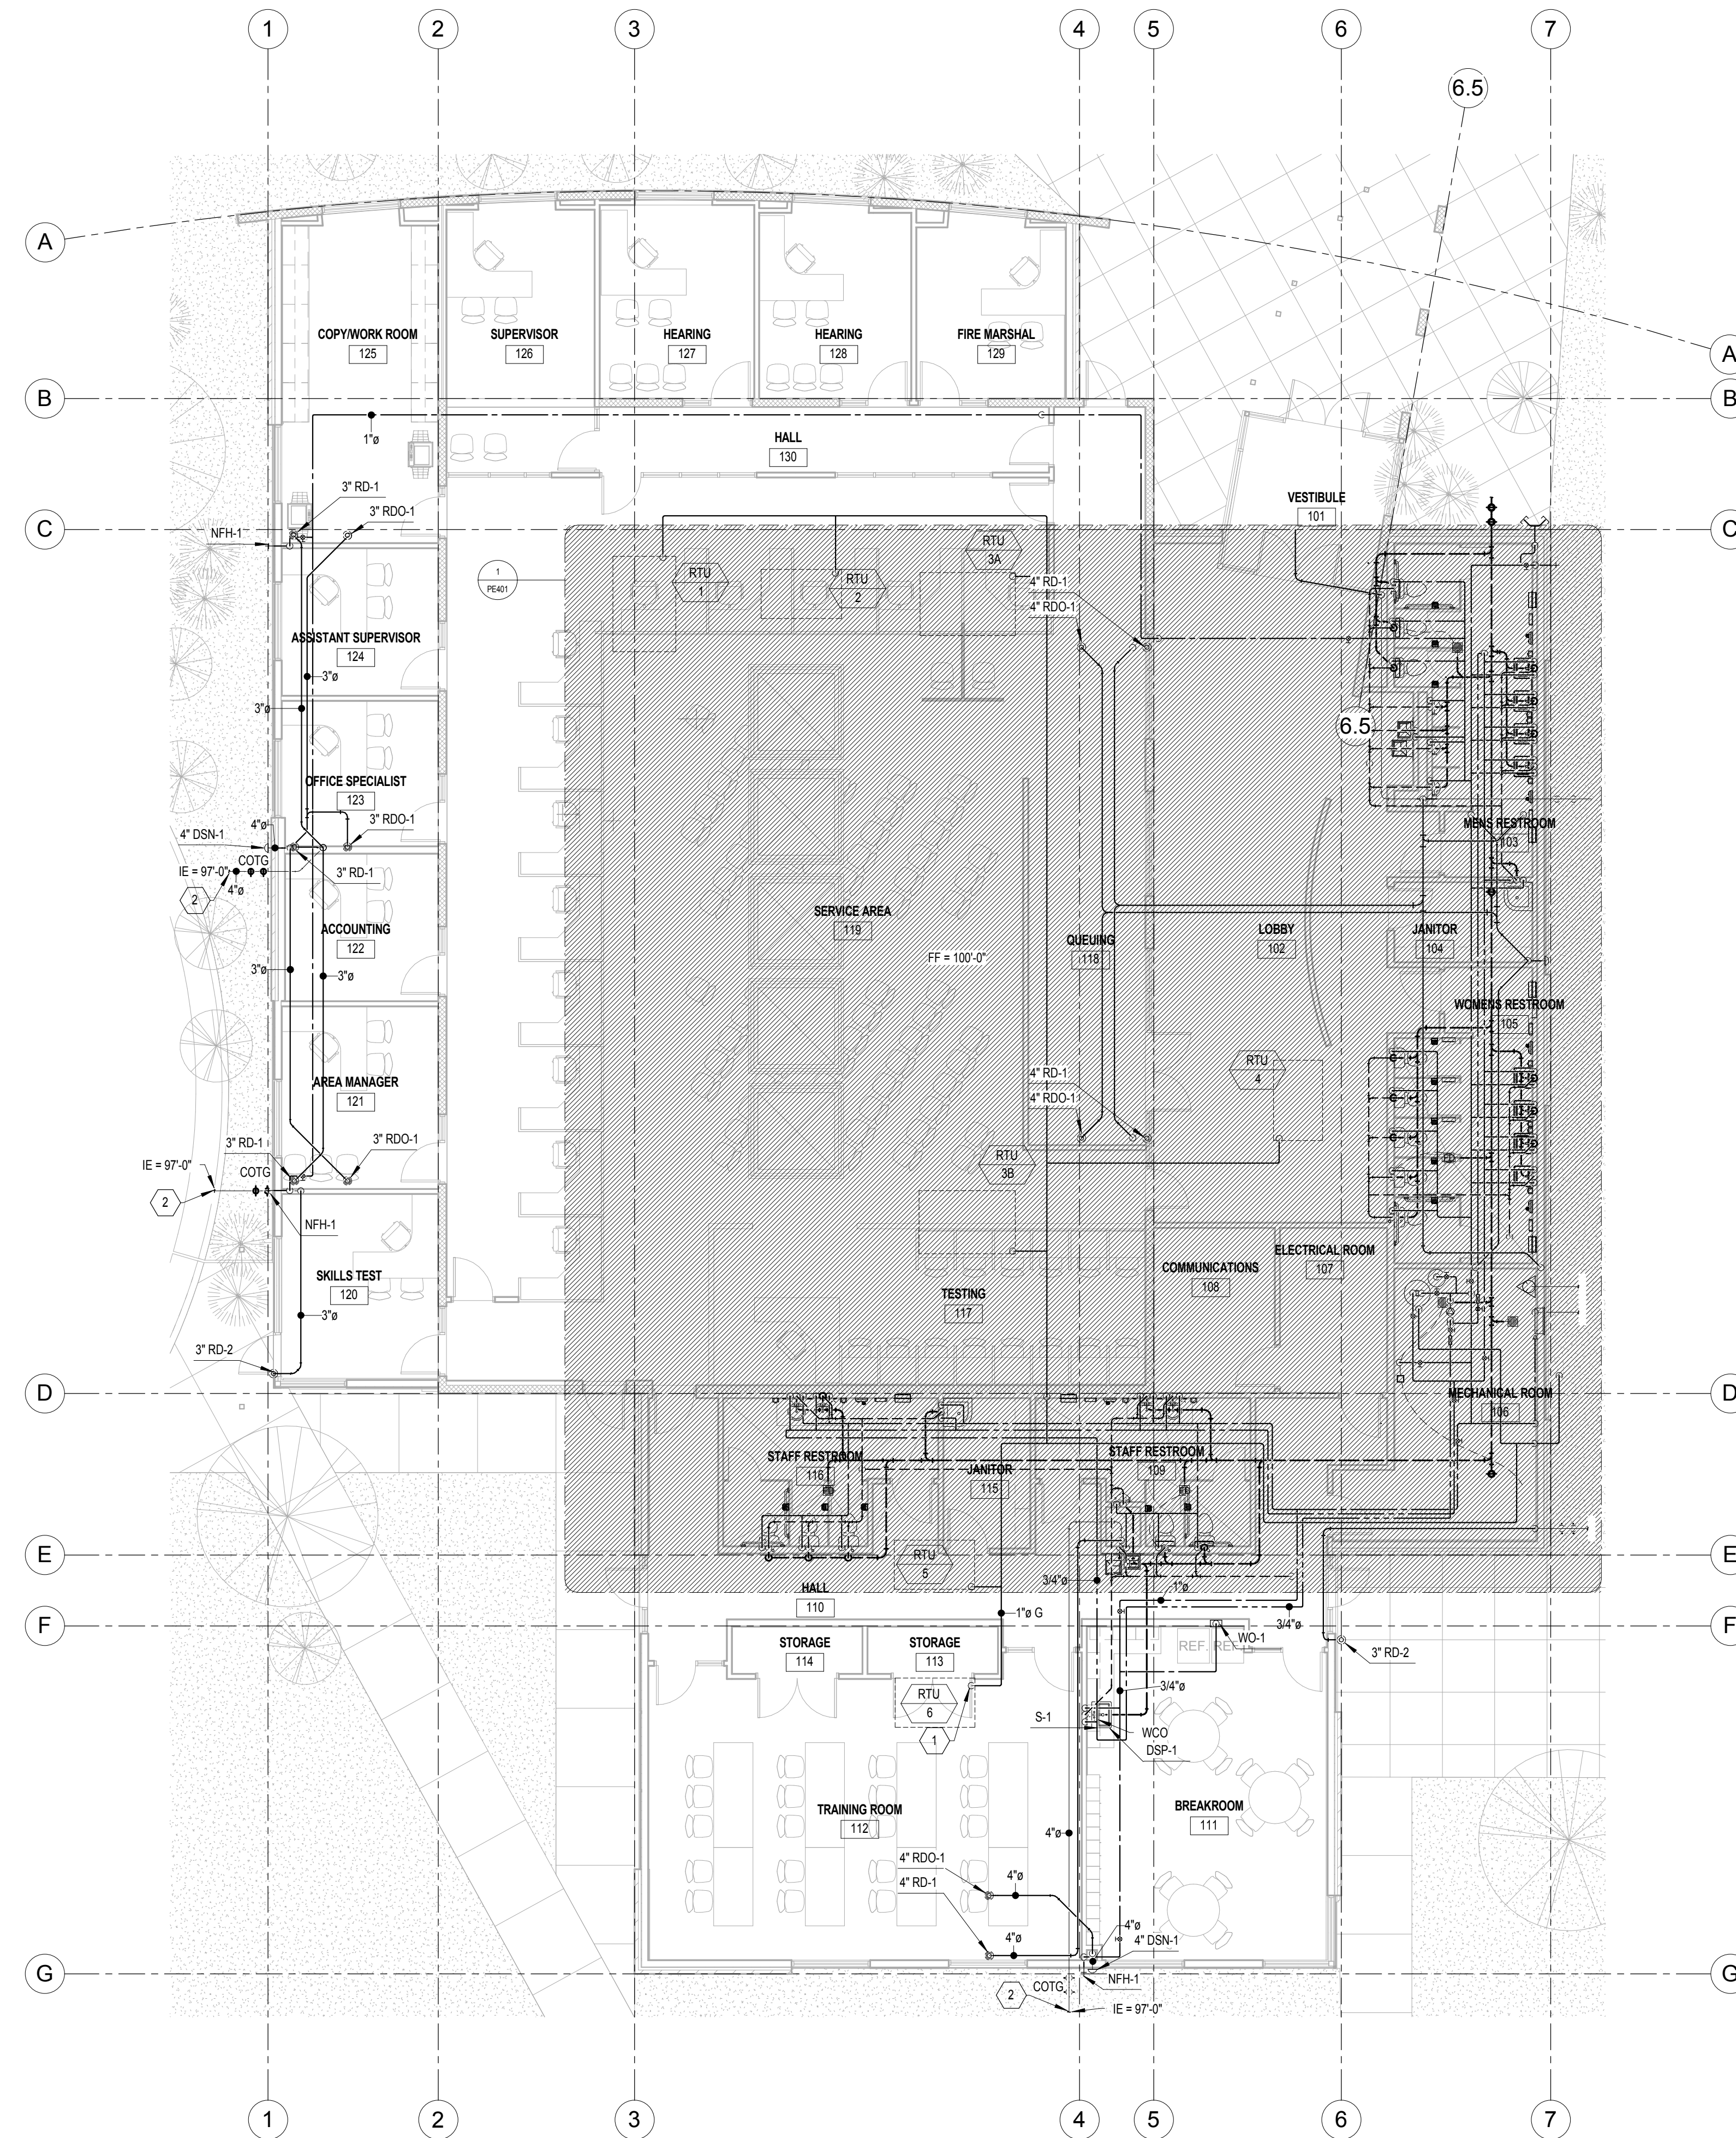 1
2
3
4
5
6
7
6.5
A
A
B
B
COPY/WORK ROOM
125
SUPERVISOR
126
HEARING
127
HEARING
128
FIRE MARSHAL
129
1"ø
HALL
130
3" RD-1
3" RDO-1
NFH-1
VESTIBULE
101
C
C
1
PE401
RTU
1
RTU
2
RTU
3A
4" RD-1
4" RDO-1
ASSISTANT SUPERVISOR
124
3"ø
3"ø
6.5
OFFICE SPECIALIST
123
3" RDO-1
4"ø
4" DSN-1
COTG
IE = 97'-0"
4"ø
2
3" RD-1
MENS RESTROOM
103
SERVICE AREA
119
FF = 100'-0"
ACCOUNTING
122
QUEUING
118
LOBBY
102
JANITOR
104
3"ø
3"ø
WOMENS RESTROOM
105
AREA MANAGER
121
4" RD-1
4" RDO-1
RTU
4
3" RD-1
3" RDO-1
IE = 97'-0"
COTG
2
NFH-1
RTU
3B
SKILLS TEST
120
3"ø
3" RD-2
TESTING
117
COMMUNICATIONS
108
ELECTRICAL ROOM
107
D
D
MECHANICAL ROOM
106
STAFF RESTROOM
116
JANITOR
115
STAFF RESTROOM
109
E
E
RTU
5
HALL
110
3/4"ø
1"ø
1"ø G
3/4"ø
F
F
STORAGE
114
STORAGE
113
REF.
REF.
WO-1
3" RD-2
RTU
6
1
3/4"ø
S-1
WCO
DSP-1
TRAINING ROOM
112
BREAKROOM
111
4"ø
4" RDO-1
4"ø
4" RD-1
4"ø
4"ø
4" DSN-1
G
G
COTG
NFH-1
2
IE = 97'-0"
1
2
3
4
5
6
7